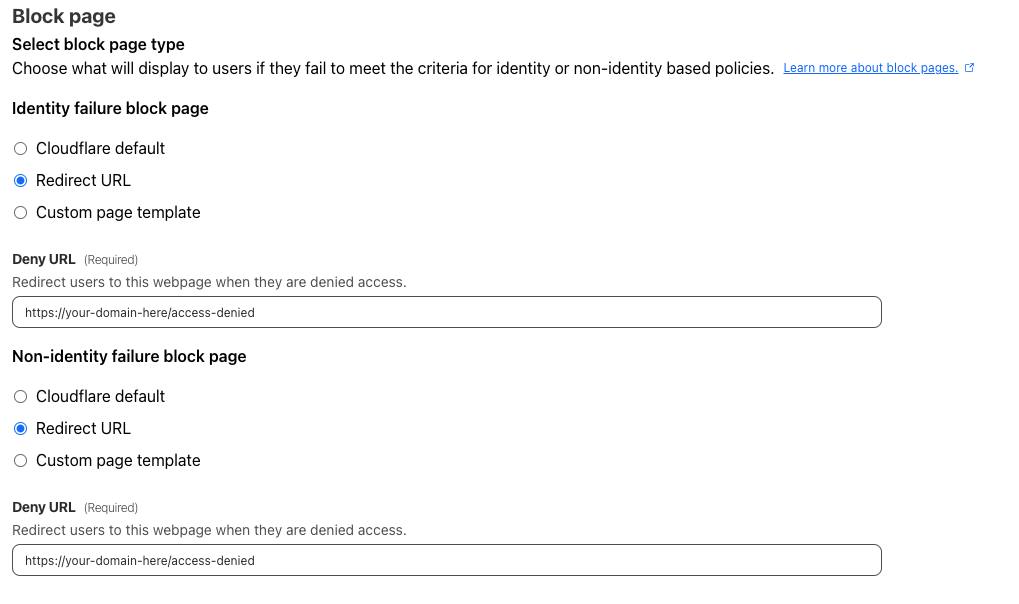 Block page
Select block page type
Choose what will display to users if they fail to meet the criteria for identity or non-identity based policies. Learn more about block pages.
Identity failure block page
Cloudflare default
Redirect URL
Custom page template
Deny URL (Required)
Redirect users to this webpage when they are denied access.
https://your-domain-here/access-denied
Non-identity failure block page
Cloudflare default
Redirect URL
Custom page template
Deny URL (Required)
Redirect users to this webpage when they are denied access.
https://your-domain-here/access-denied